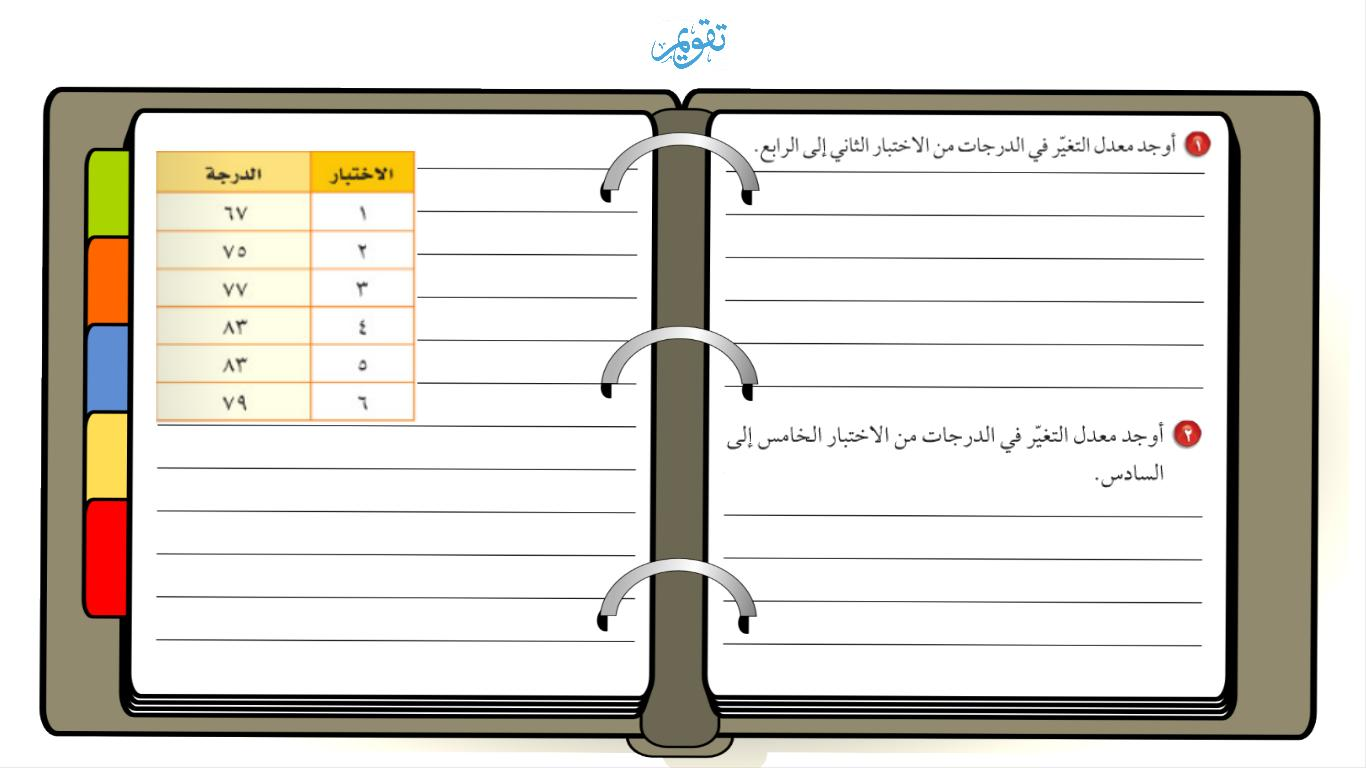 تقويم
١ أوجد معدل التغيّر في الدرجات من الاختبار الثاني إلى الرابع.
٢ أوجد معدل التغيّر في الدرجات من الاختبار الخامس إلى
السادس.
الاختبار الدرجة
١ ٦٧
٢ ٧٥
٣ ٧٧
٤ ٨٣
٥ ٨٣
٦ ٧٩